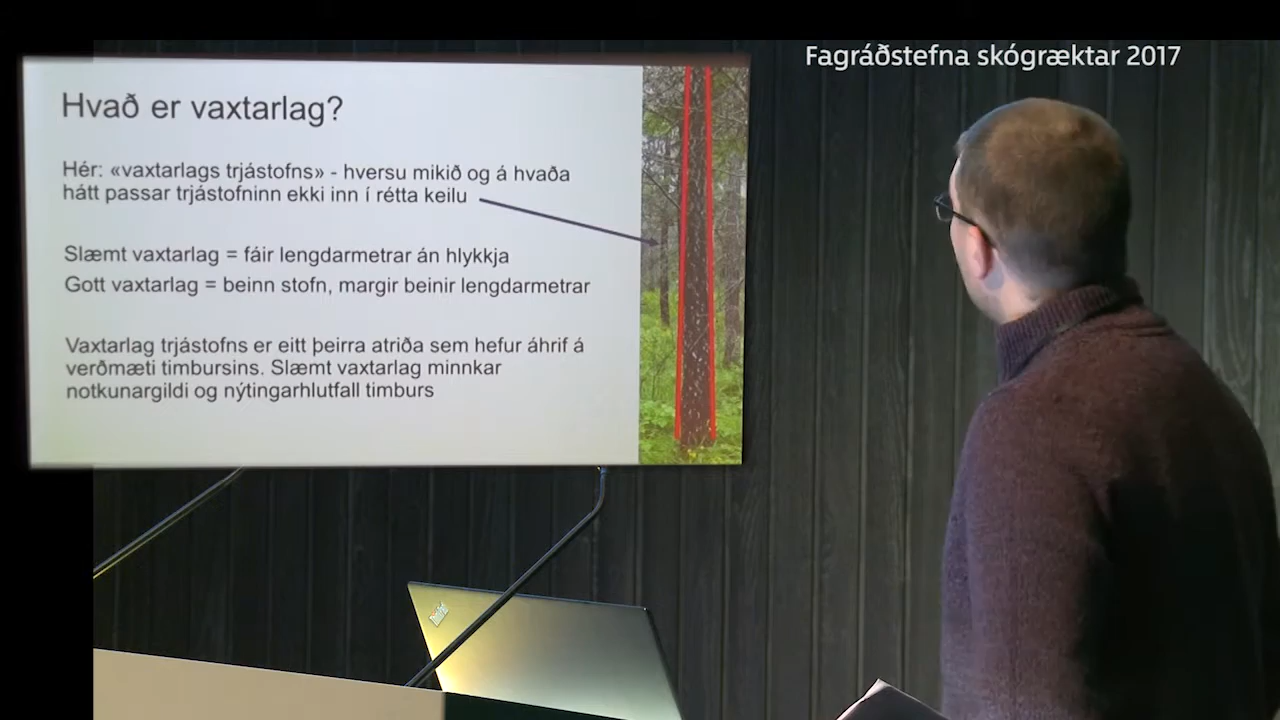 Fagráðstefna skógræktar 2017
Hvað er vaxtarlag?
Hér: «vaxtarlags trjástofns» - hversu mikið og á hvaða
hátt passar trjástofninn ekki inn í rétta keilu
Slæmt vaxtarlag = fáir lengdarmetrar án hlykkja
Gott vaxtarlag = beinn stofn, margir beinir lengdarmetrar
Vaxtarlag trjástofns er eitt þeirra atriða sem hefur áhrif á
verðmæti timbursins. Slæmt vaxtarlag minnkar
notkunargildi og nýtingarhlutfall timburs